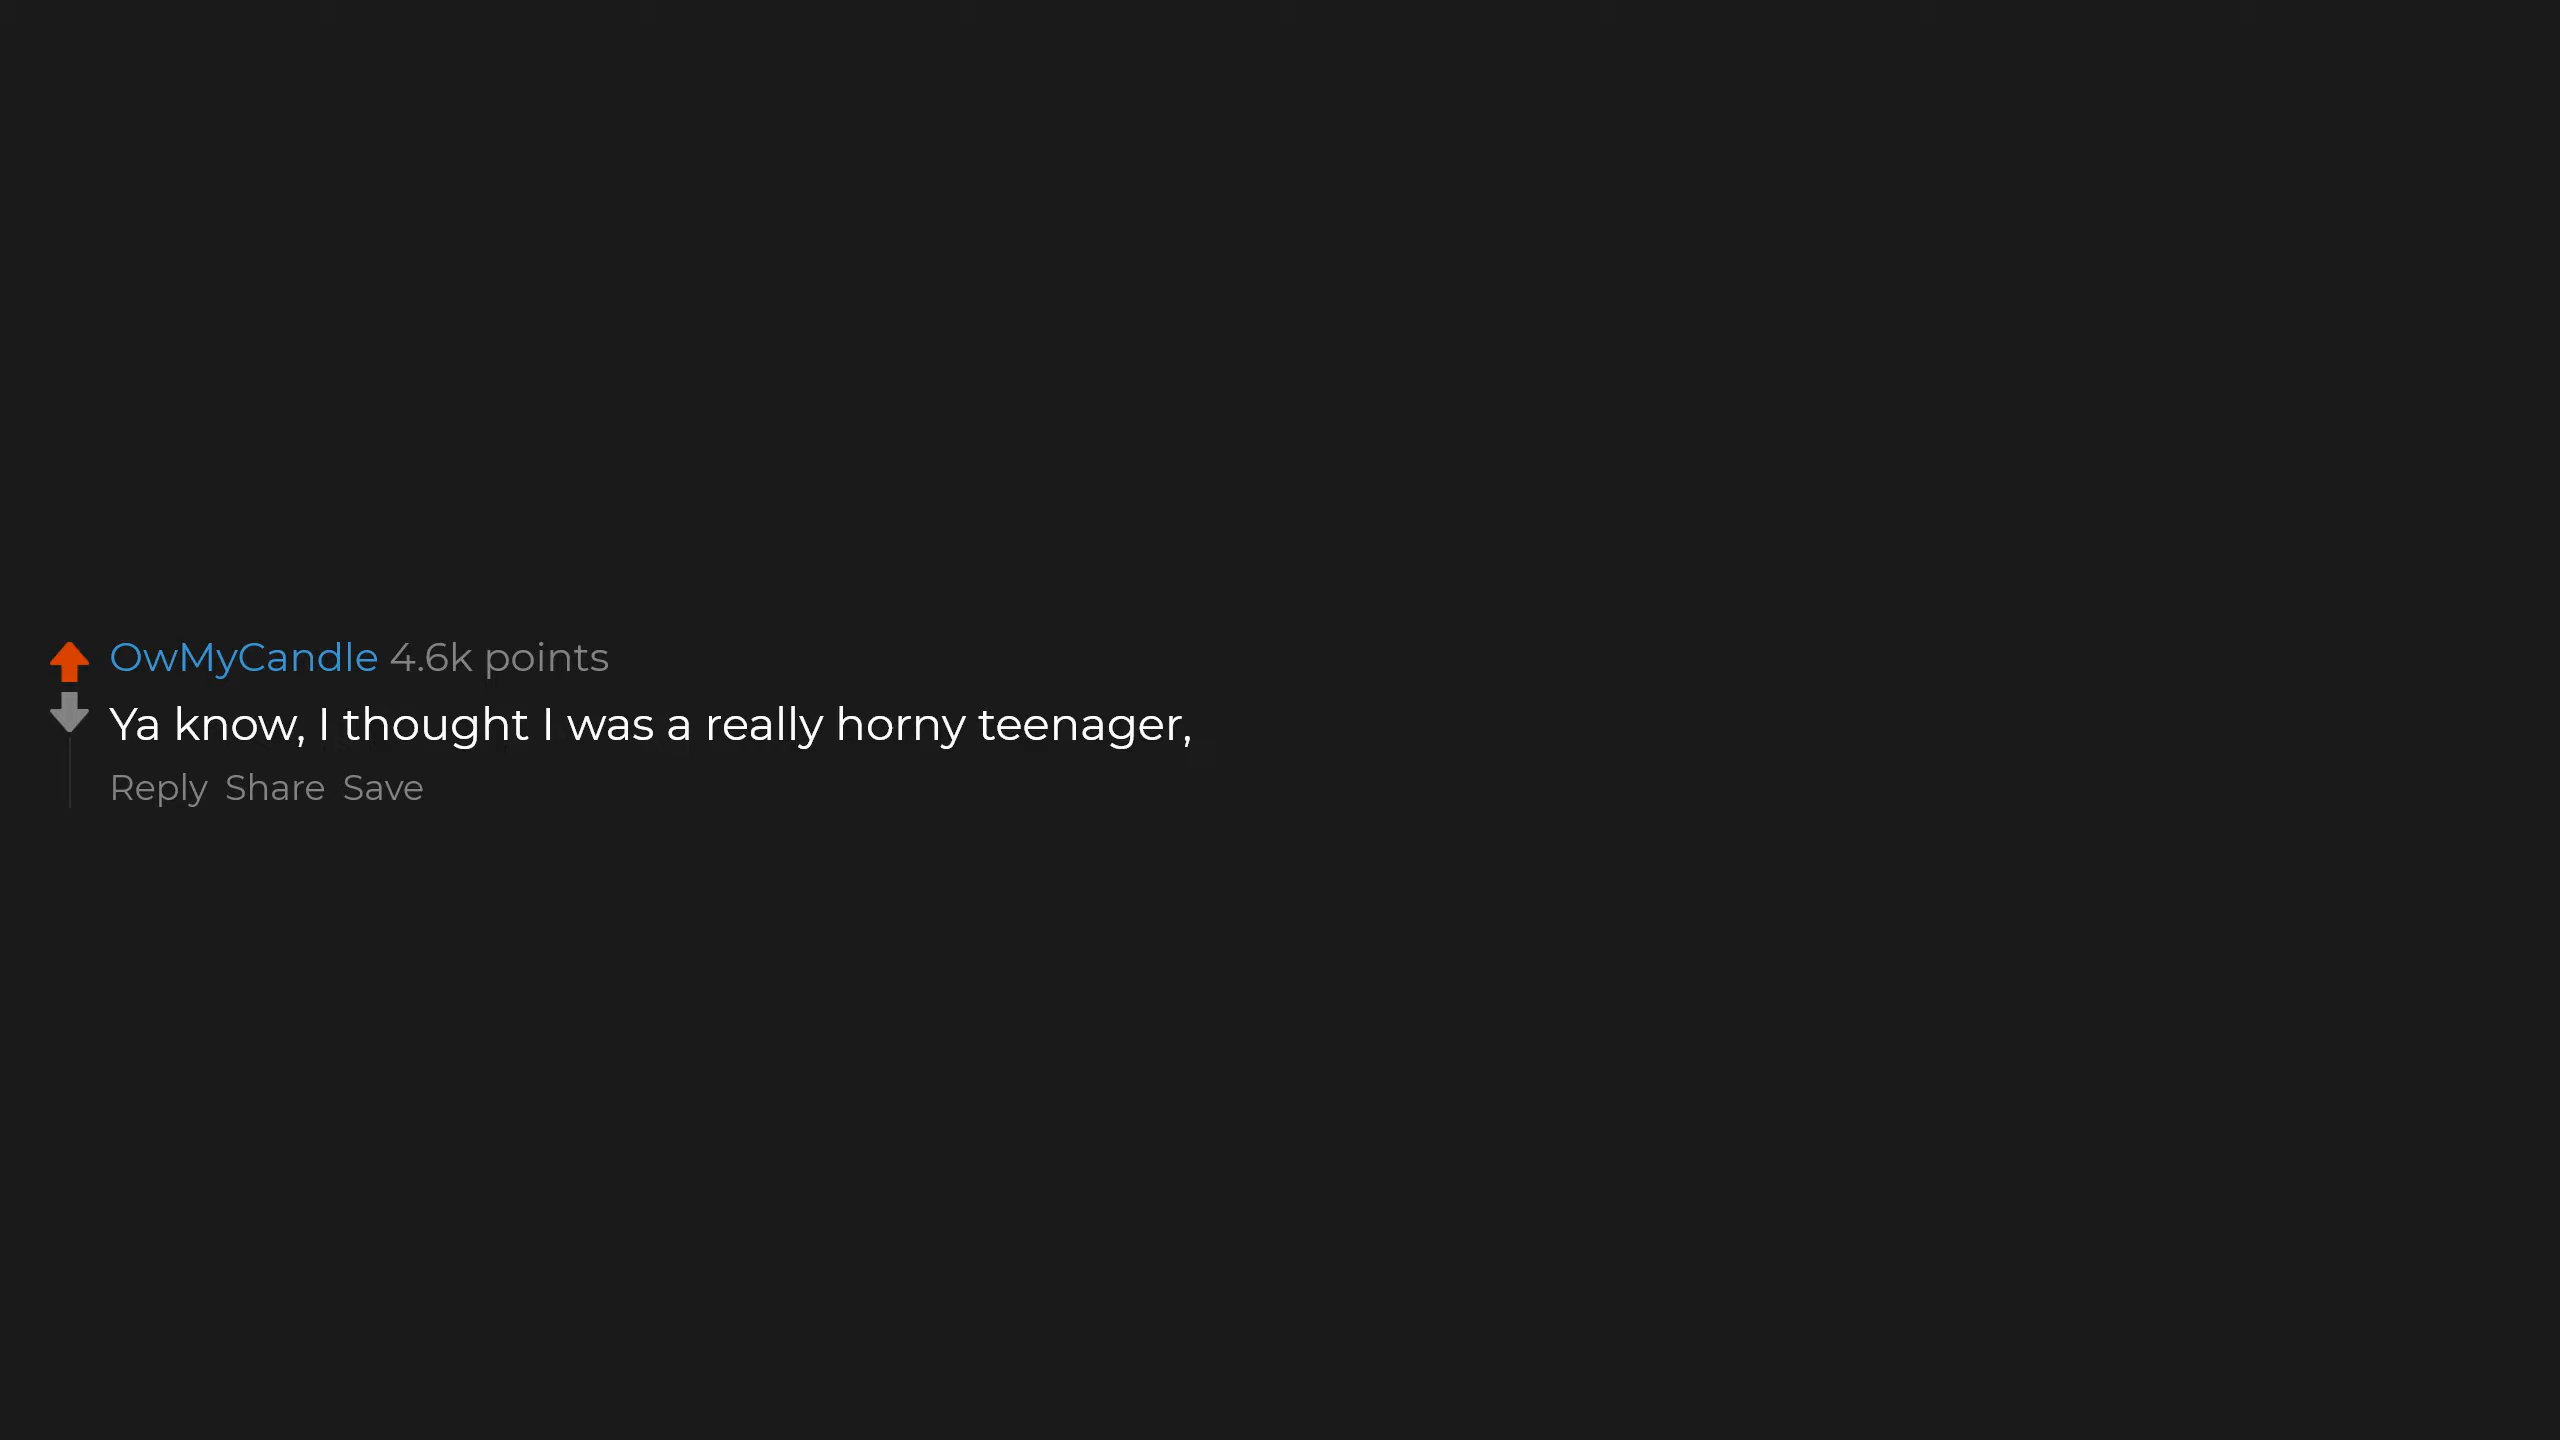 OwMyCandle 4.6k points
Ya know, I thought I was a really horny teenager,
Reply Share Save